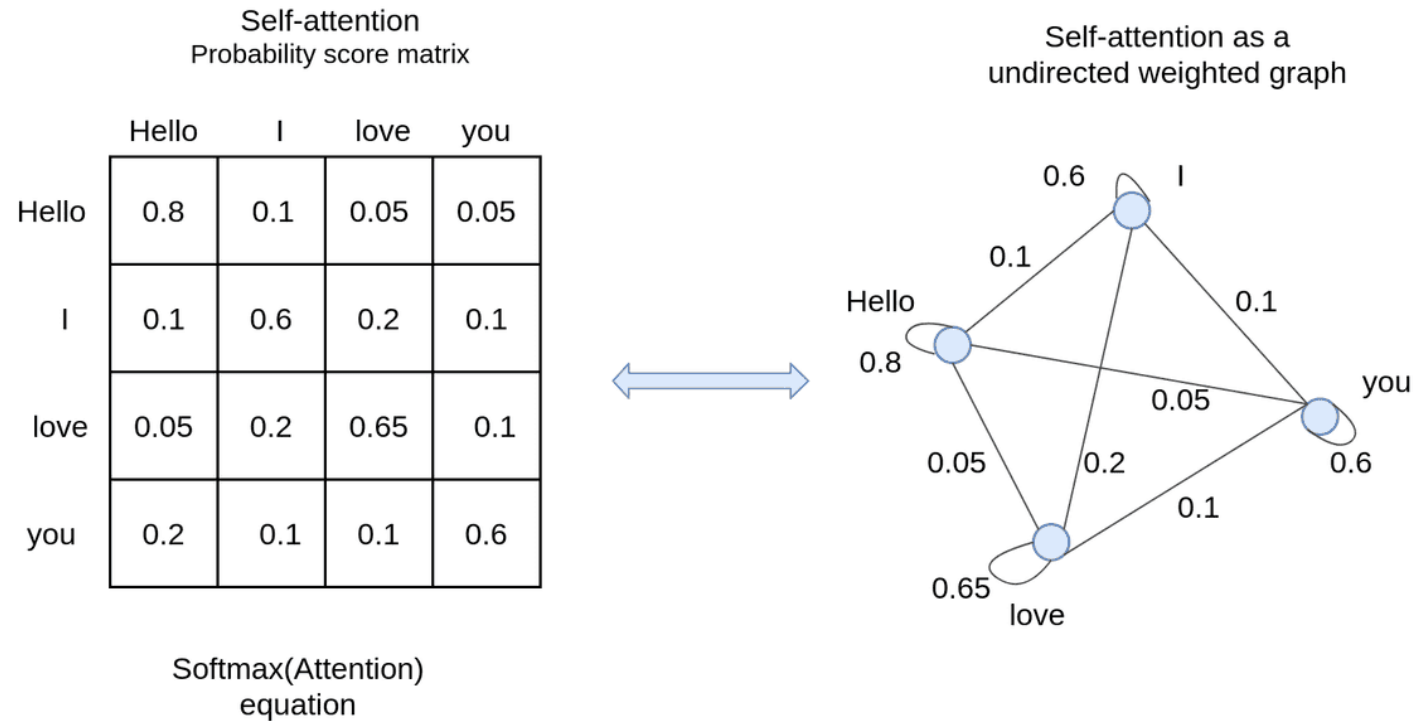 Self-attention
Probability score matrix
Hello I love you
Hello 0.8 0.1 0.05 0.05
I 0.1 0.6 0.2 0.1
love 0.05 0.2 0.65 0.1
you 0.2 0.1 0.1 0.6
Softmax(Attention)
equation
Self-attention as a
undirected weighted graph
0.6 I
0.1
Hello
0.1
0.8
you
0.05
0.05
0.2
0.6
0.1
0.65
love